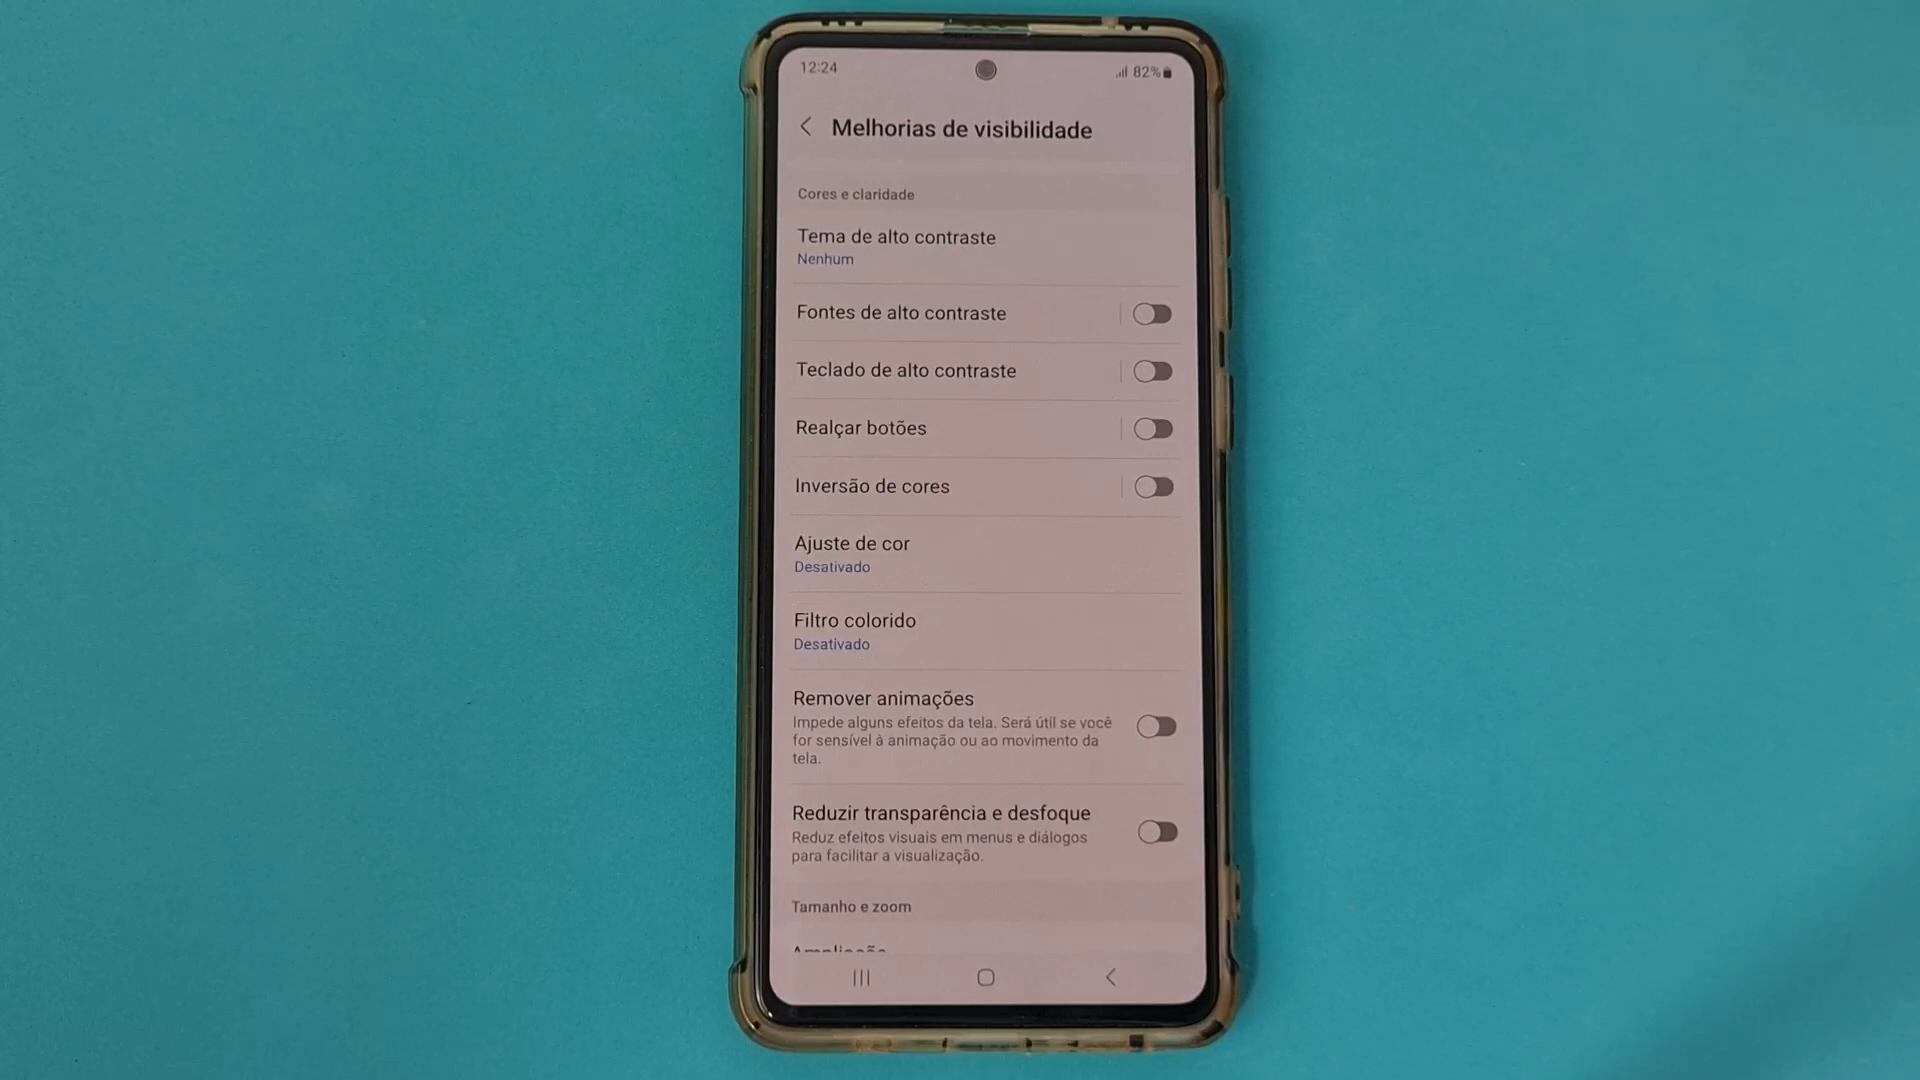 12:24
82%
Melhorias de visibilidade
Cores e claridade
Tema de alto contraste
Nenhum
Fontes de alto contraste
Teclado de alto contraste
Realçar botões
Inversão de cores
Ajuste de cor
Desativado
Filtro colorido
Desativado
Remover animações
Impede alguns efeitos da tela. Será útil se você
for sensível à animação ou ao movimento da
tela.
Reduzir transparência e desfoque
Reduz efeitos visuais em menus e diálogos
para facilitar a visualização.
Tamanho e zoom
Ampliação